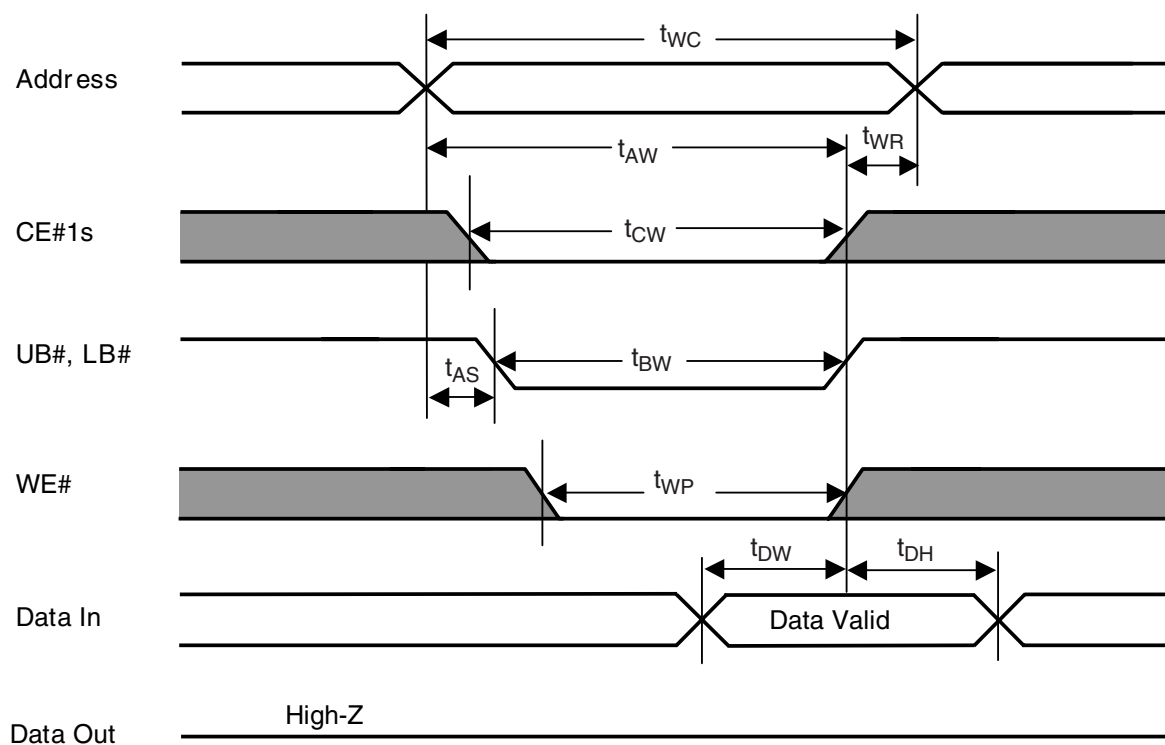 tWC
Address
tAW
tWR
CE#1s
tCW
UB#, LB#
tAS
tBW
WE#
tWP
tDW
tDH
Data In
Data Valid
High-Z
Data Out